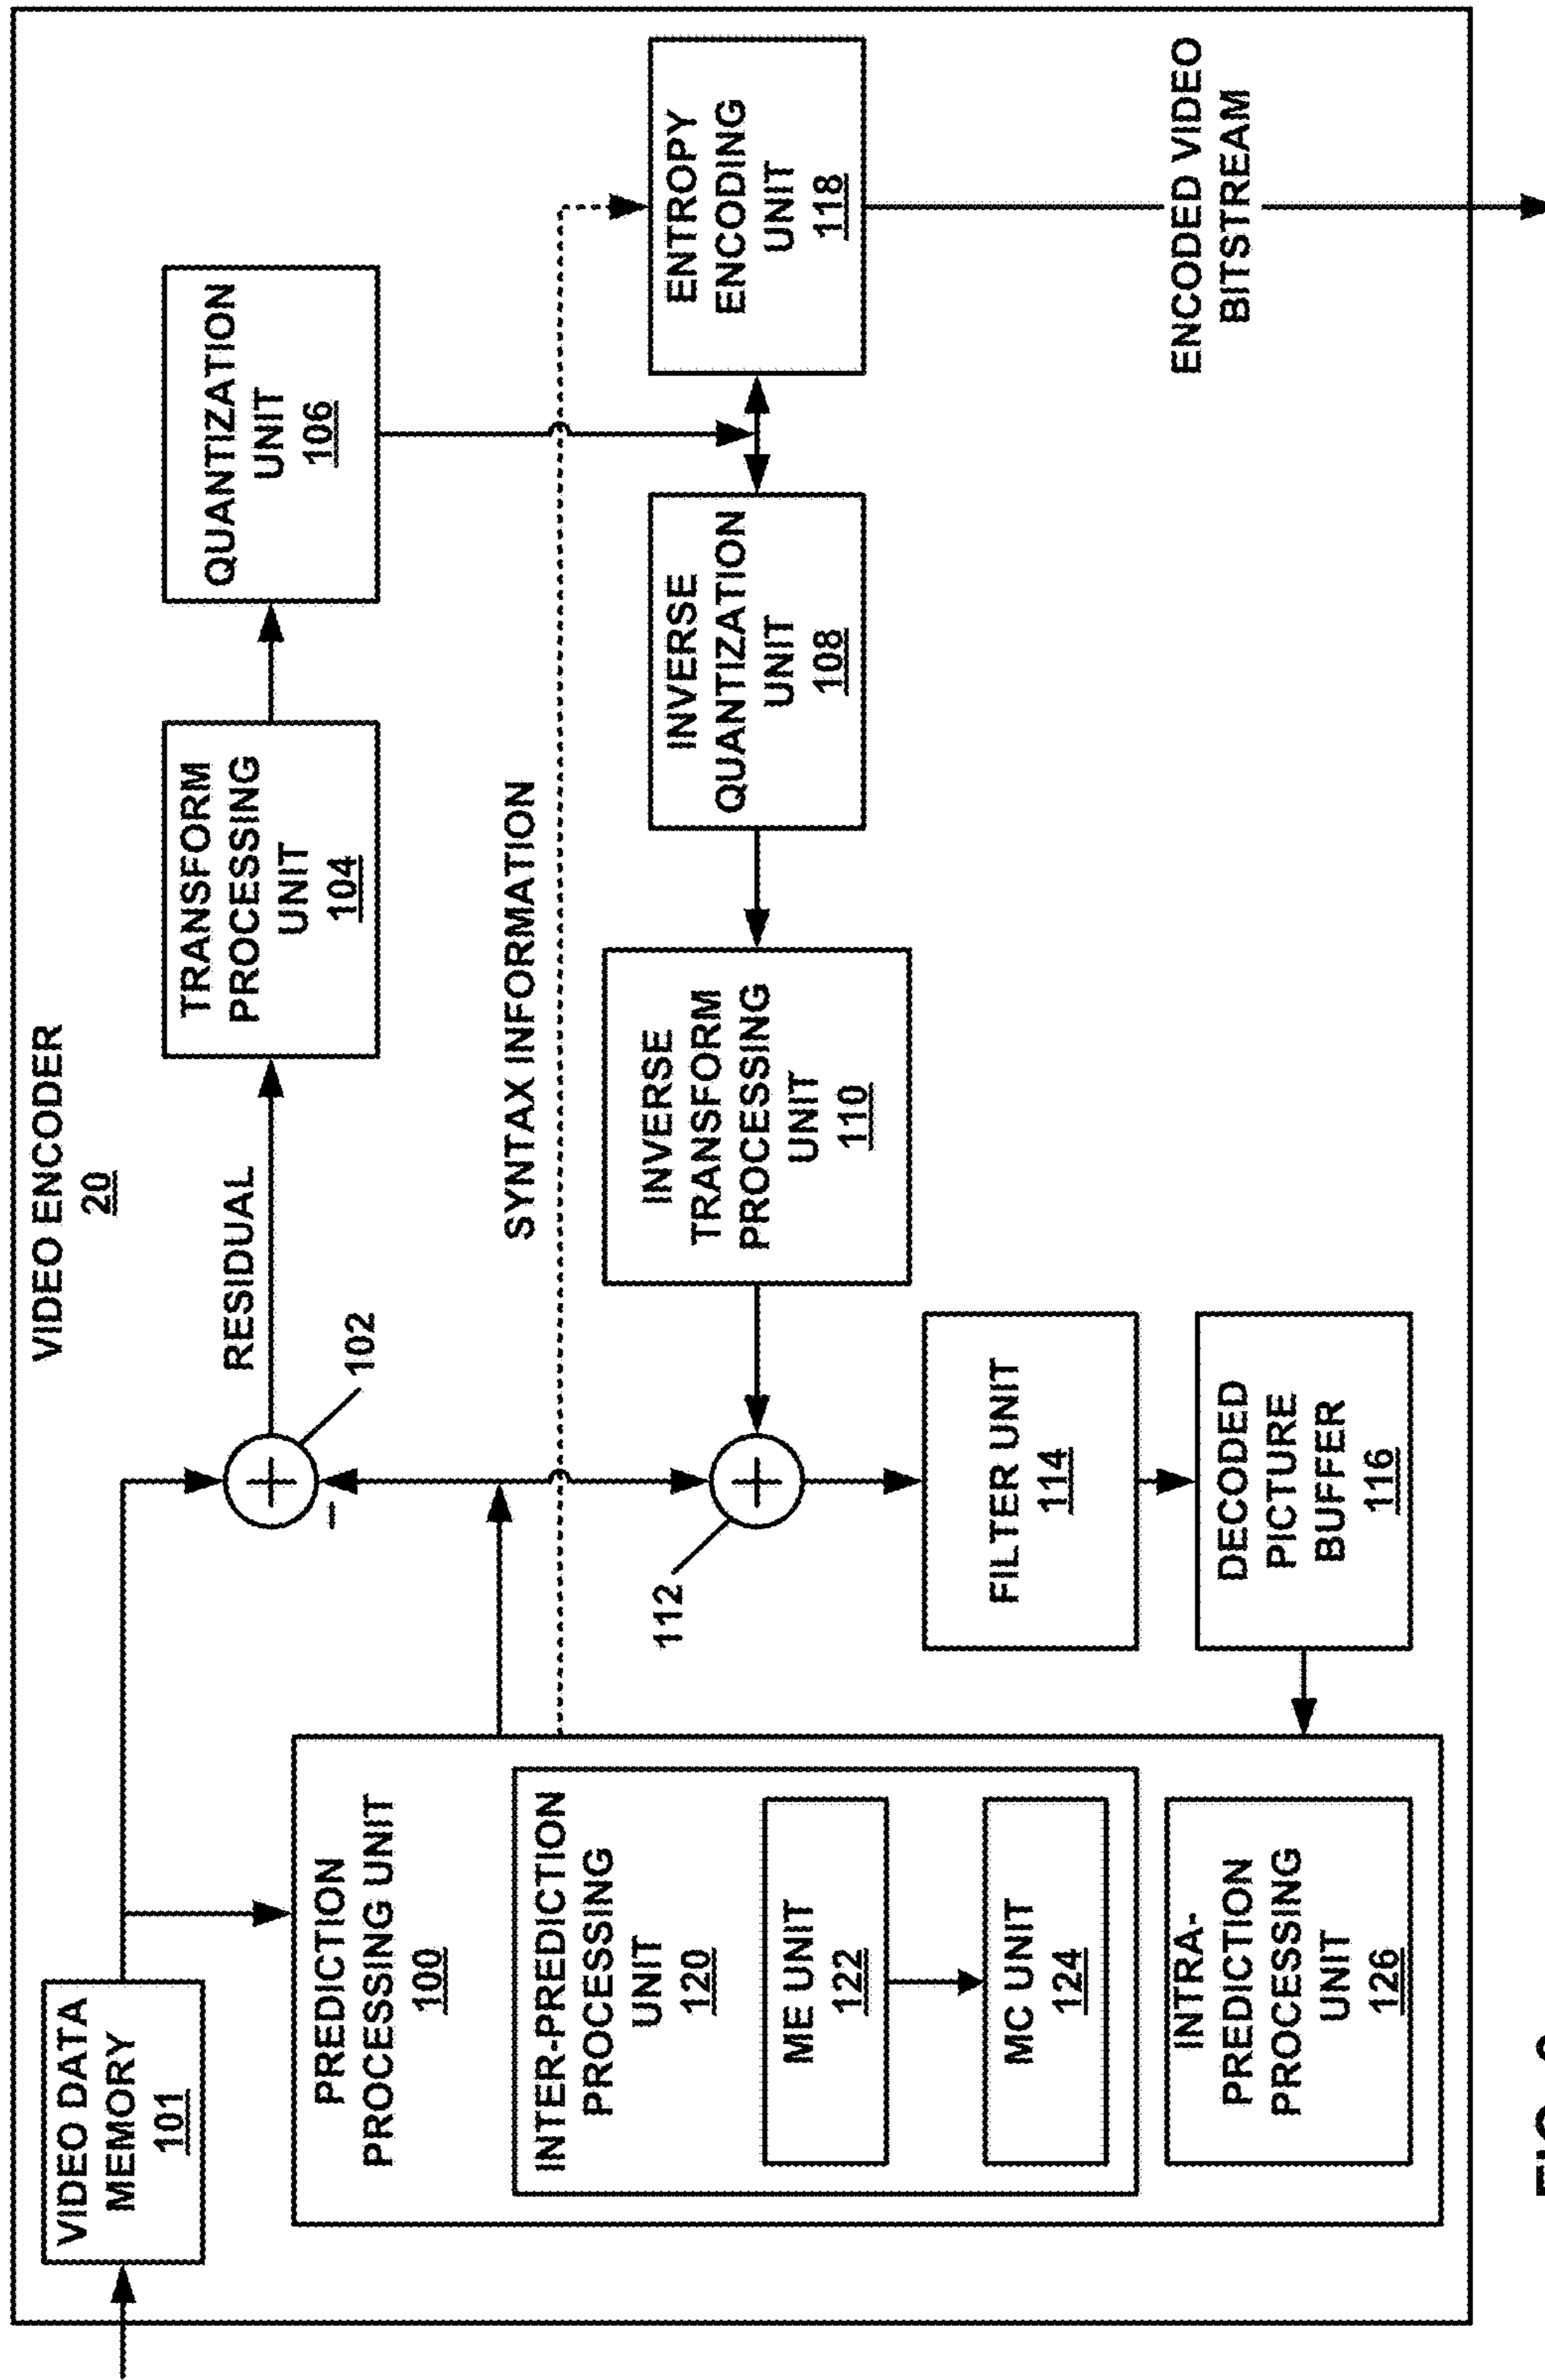 VIDEO ENCODER
20
VIDEO DATA
MEMORY
101
RESIDUAL
102
TRANSFORM
PROCESSING
UNIT
104
QUANTIZATION
UNIT
106
SYNTAX INFORMATION
PREDICTION
PROCESSING UNIT
100
INTER-PREDICTION
PROCESSING
UNIT
120
ME UNIT
122
MC UNIT
124
INTRA-
PREDICTION
PROCESSING
UNIT
126
112
INVERSE
TRANSFORM
PROCESSING
UNIT
110
INVERSE
QUANTIZATION
UNIT
108
ENTROPY
ENCODING
UNIT
118
FILTER UNIT
114
DECODED
PICTURE
BUFFER
116
ENCODED VIDEO
BITSTREAM